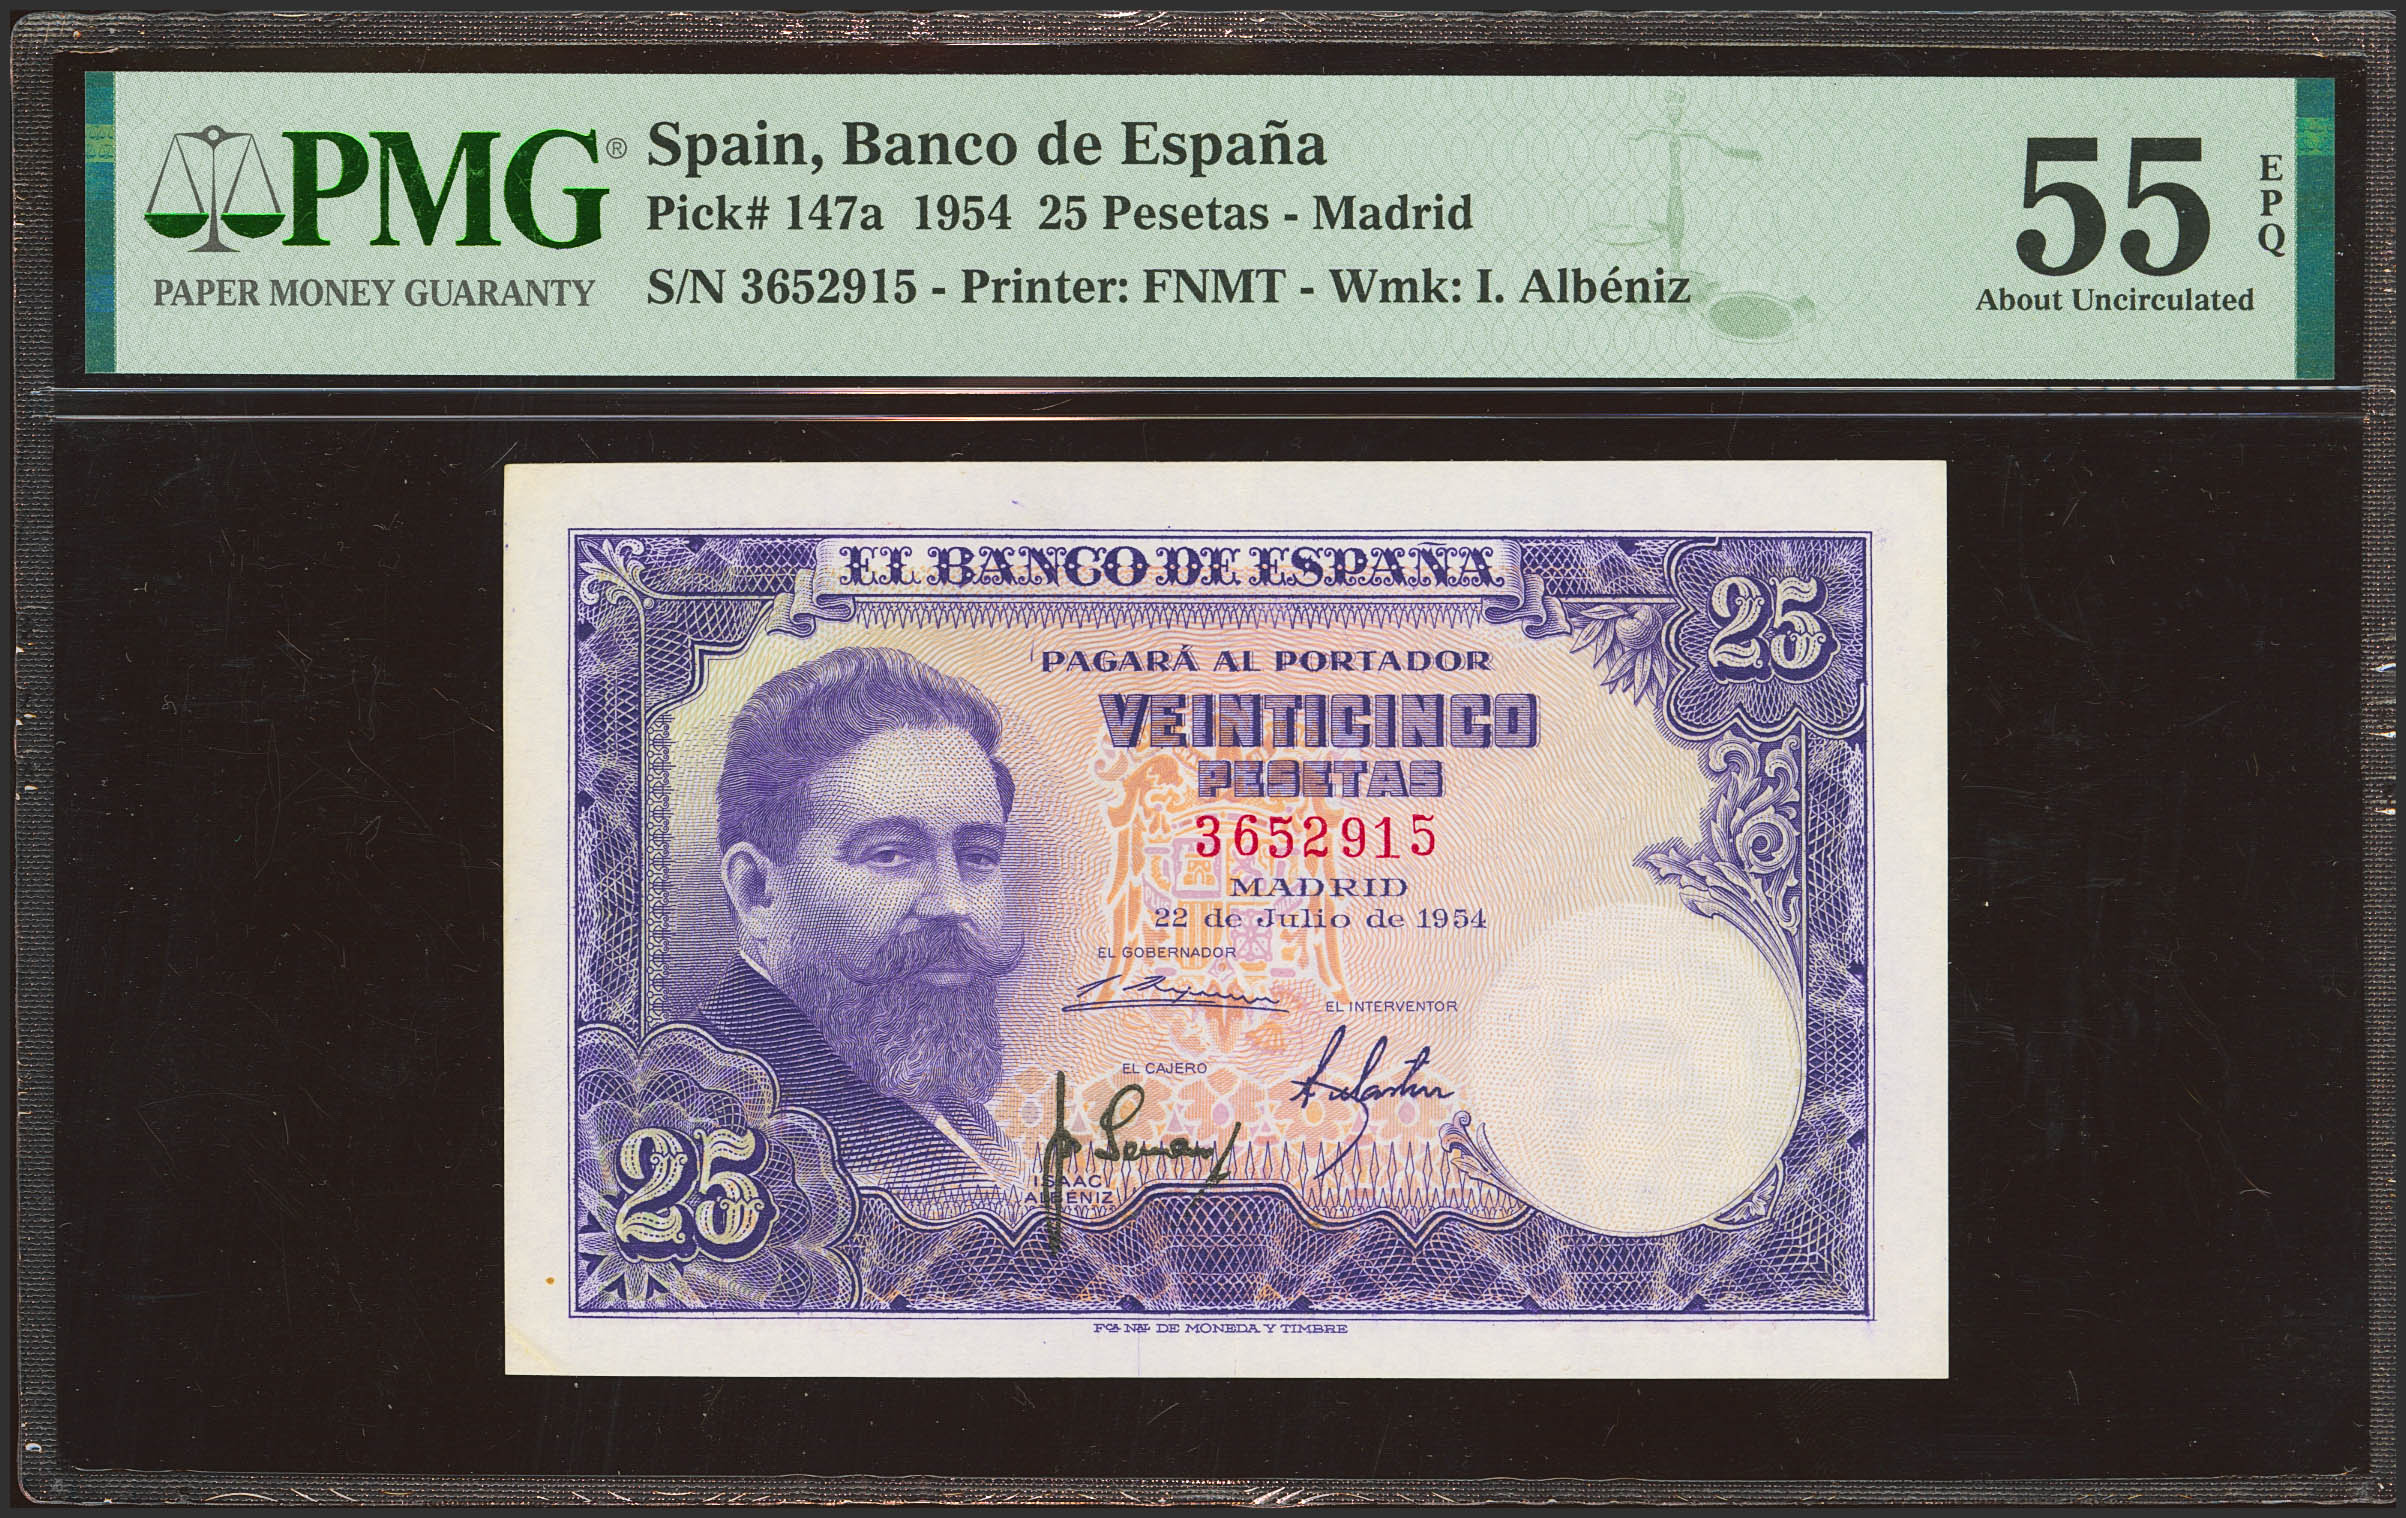 PMG®
PAPER MONEY GUARANTY
Spain, Banco de España
Pick# 147a 1954 25 Pesetas - Madrid
S/N 3652915 - Printer: FNMT - Wmk: I. Albéniz
55
EPQ
About Uncirculated
EL BANCO DE ESPAÑA
25
PAGARÁ AL PORTADOR
VEINTICINCO
PESETAS
3652915
MADRID
22 de Julio de 1954
EL GOBERNADOR
EL INTERVENTOR
EL CAJERO
ISAAC
ALBÉNIZ
25
FCA NAL DE MONEDA Y TIMBRE